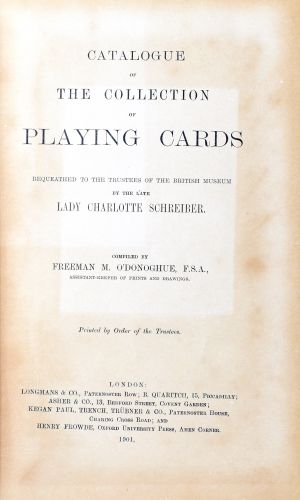 CATALOGUE
OF
THE COLLECTION
OF
PLAYING CARDS
BEQUEATHED TO THE TRUSTEES OF THE BRITISH MUSEUM
BY THE LATE
LADY CHARLOTTE SCHREIBER.
COMPILED BY
FREEMAN M. O'DONOGHUE, F.S.A.,
ASSISTANT-KEEPER OF PRINTS AND DRAWINGS.
Printed by Order of the Trustees.
LONDON:
LONGMANS & CO., PATERNOSTER ROW; B. QUARITCH, 15, PICCADILLY;
ASHER & CO., 13, BEDFORD STREET, COVENT GARDEN;
KEGAN PAUL, TRENCH, TRÜBNER & CO., PATERNOSTER HOUSE,
CHARING CROSS ROAD; AND
HENRY FROWDE, OXFORD UNIVERSITY PRESS, AMEN CORNER.
1901.